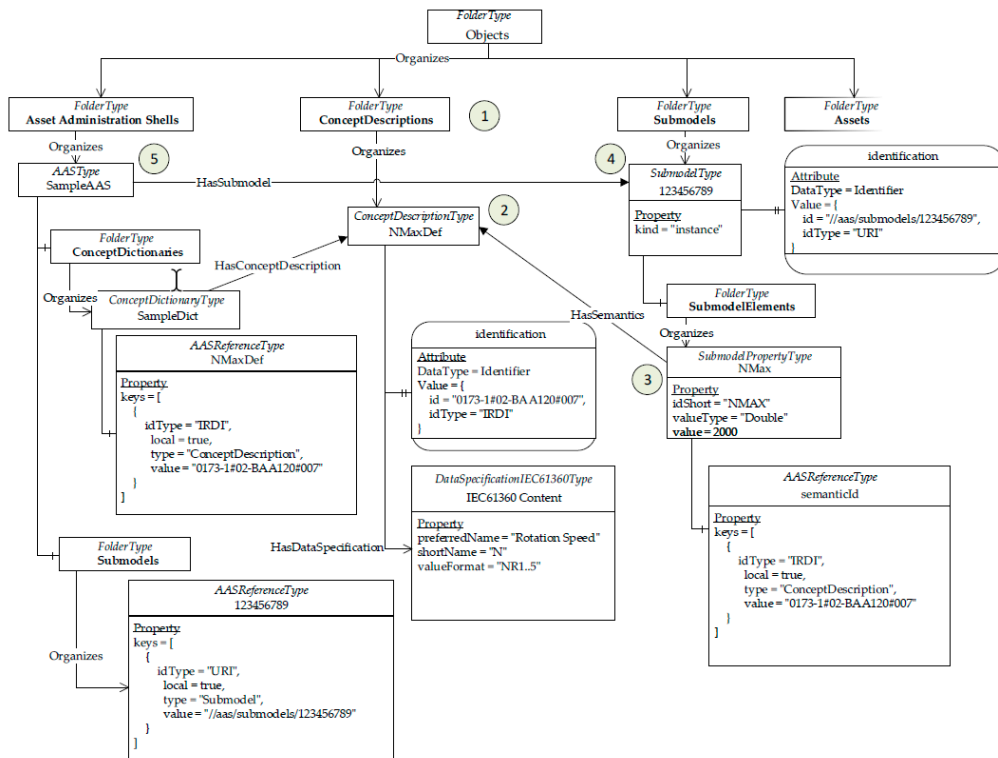 FolderType
Objects
Organizes
FolderType
Asset Administration Shells
FolderType
ConceptDescriptions
1
FolderType
Submodels
FolderType
Assets
Organizes
Organizes
Organizes
5
AASType
SampleAAS
HasSubmodel
4
SubmodelType
123456789
Property
kind = "instance"
identification
Attribute
DataType = Identifier
Value = {
id = "//aas/submodels/123456789",
idType = "URI"
}
ConceptDescriptionType
NMaxDef
2
FolderType
ConceptDictionaries
HasConceptDescription
Organizes
ConceptDictionaryType
SampleDict
FolderType
SubmodelElements
HasSemantics
Organizes
AASReferenceType
NMaxDef
Property
keys = [
{
idType = "IRDI",
local = true,
type = "ConceptDescription",
value = "0173-1#02-BAA120#007"
}
]
identification
Attribute
DataType = Identifier
Value = {
id = "0173-1#02-BAA120#007",
idType = "IRDI"
}
3
SubmodelPropertyType
NMax
Property
idShort = "NMAX"
valueType = "Double"
value = 2000
DataSpecificationIEC61360Type
IEC61360 Content
Property
preferredName = "Rotation Speed"
shortName = "N"
valueFormat = "NR1..5"
HasDataSpecification
AASReferenceType
semanticId
Property
keys = [
{
idType = "IRDI",
local = true,
type = "ConceptDescription",
value = "0173-1#02-BAA120#007"
}
]
FolderType
Submodels
Organizes
AASReferenceType
123456789
Property
keys = [
{
idType = "URI",
local = true,
type = "Submodel",
value = "//aas/submodels/123456789"
}
]